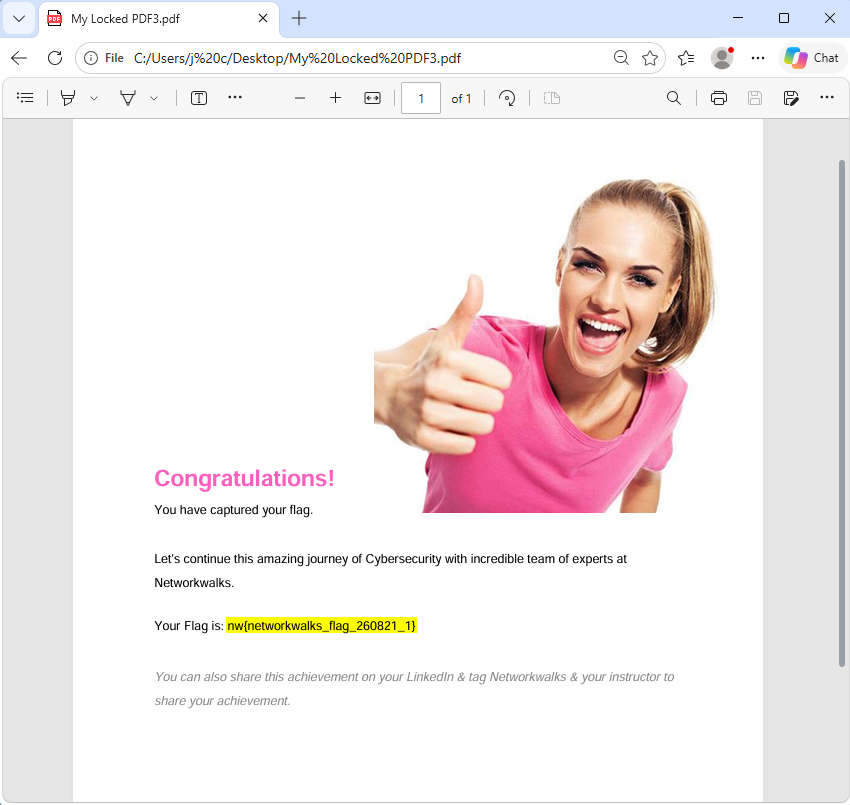 My Locked PDF3.pdf
File C:/Users/j%20c/Desktop/My%20Locked%20PDF3.pdf
Chat
1 of 1
Congratulations!
You have captured your flag.
Let's continue this amazing journey of Cybersecurity with incredible team of experts at
Networkwalks.
Your Flag is: nw{networkwalks_flag_260821_1}
You can also share this achievement on your LinkedIn & tag Networkwalks & your instructor to
share your achievement.